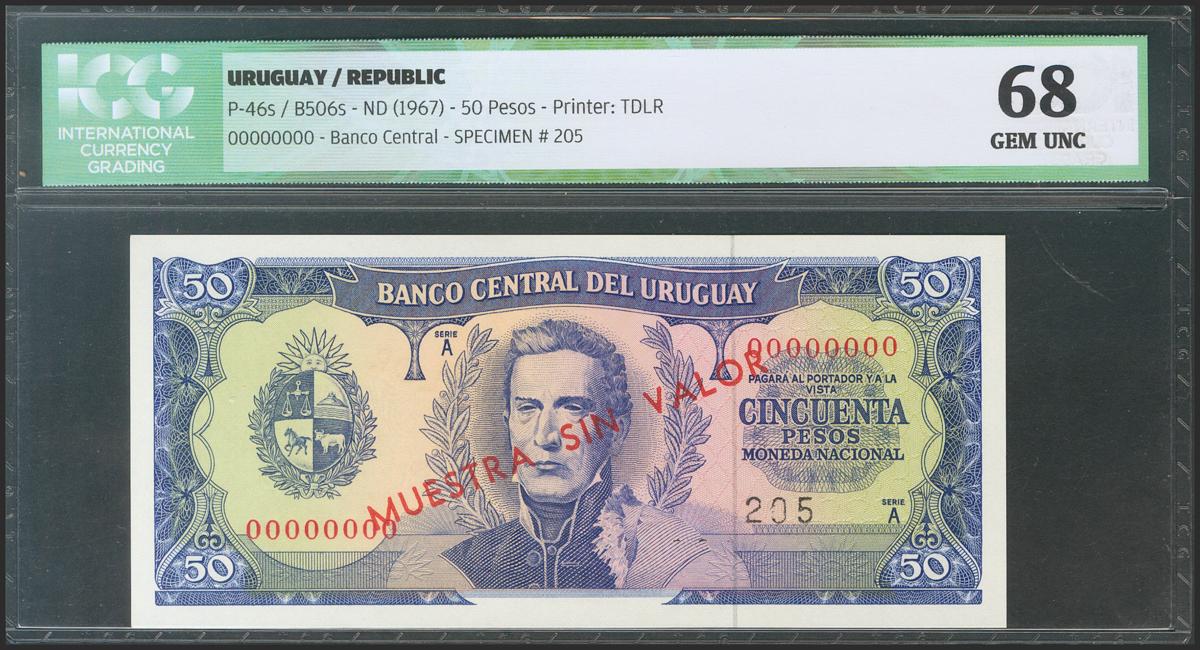 ICG
INTERNATIONAL
CURRENCY
GRADING
URUGUAY / REPUBLIC
P-46s / B506s - ND (1967) - 50 Pesos - Printer: TDLR
00000000 - Banco Central - SPECIMEN # 205
68
GEM UNC
50
BANCO CENTRAL DEL URUGUAY
50
SERIE
A
00000000
PAGARA AL PORTADOR Y A LA
VISTA
CINCUENTA
PESOS
MONEDA NACIONAL
MUESTRA SIN VALOR
00000000
205
SERIE
A
50
50